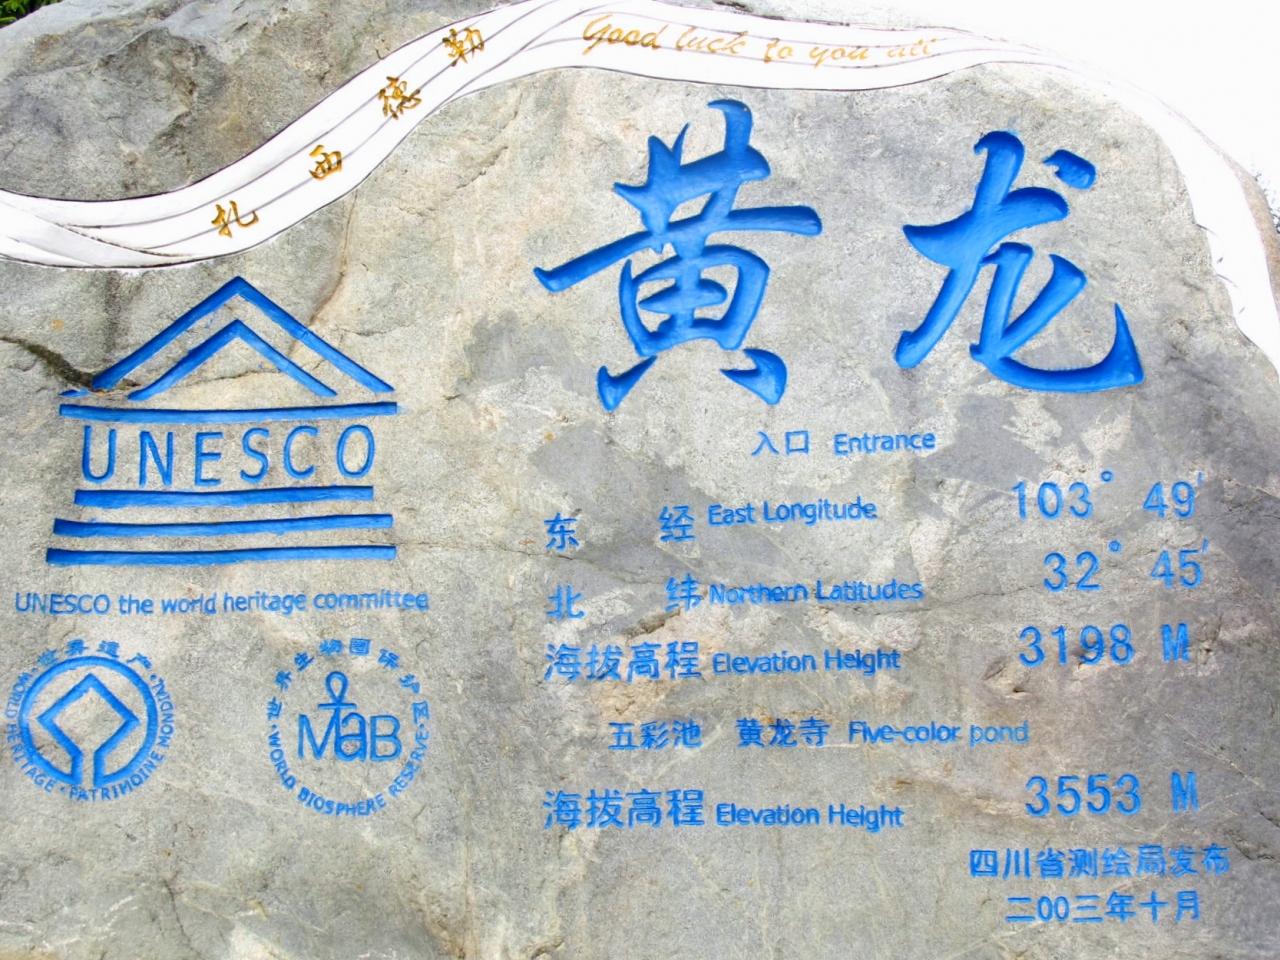 扎西德勒 Good luck to you all
黄龙
入口 Entrance
UNESCO
东经 East Longitude 103° 49′
北纬 Northern Latitudes 32° 45′
海拔高程 Elevation Height 3198 M
UNESCO the world heritage committee
·世界遗产·
WORLD HERITAGE · PATRIMOINE MONDIAL
·世界生物圈保护区·
WORLD BIOSPHERE RESERVE
MaB
五彩池 黄龙寺 Five-color pond
海拔高程 Elevation Height 3553 M
四川省测绘局发布
二00三年十月